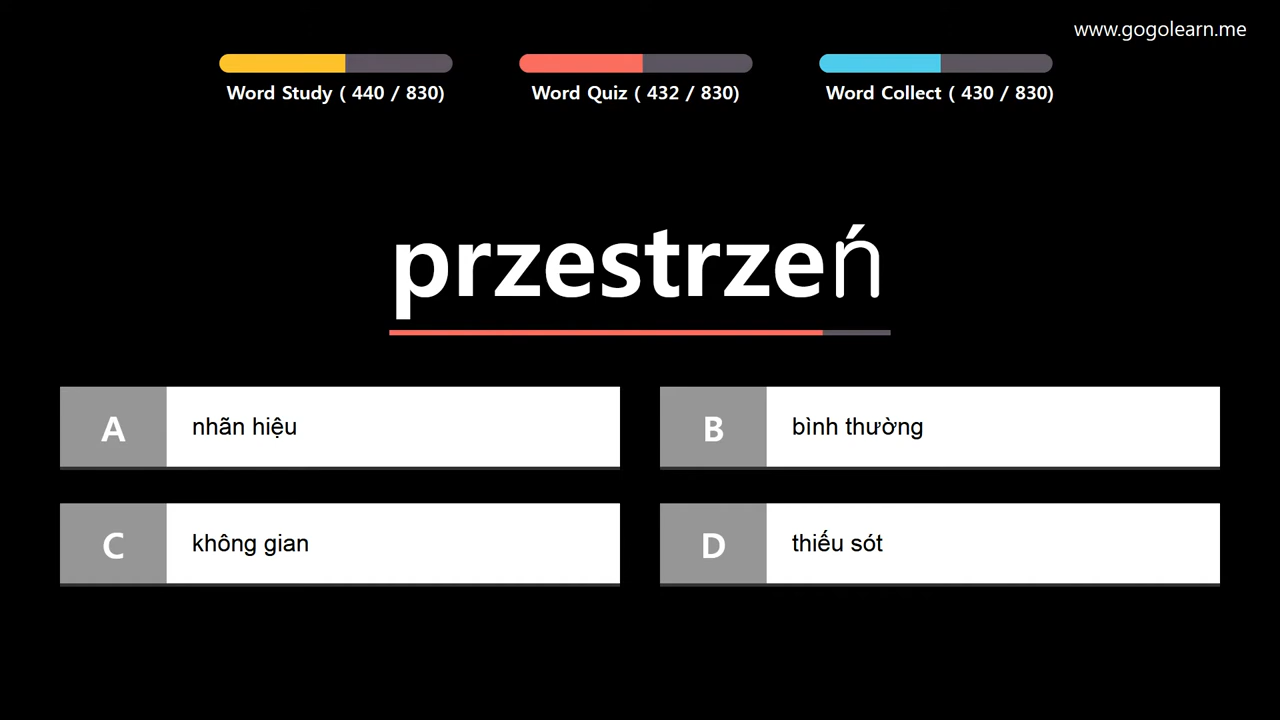 www.gogolearn.me
Word Study ( 440 / 830)
Word Quiz ( 432 / 830)
Word Collect ( 430 / 830)
przestrzeń
A nhãn hiệu
B bình thường
C không gian
D thiếu sót